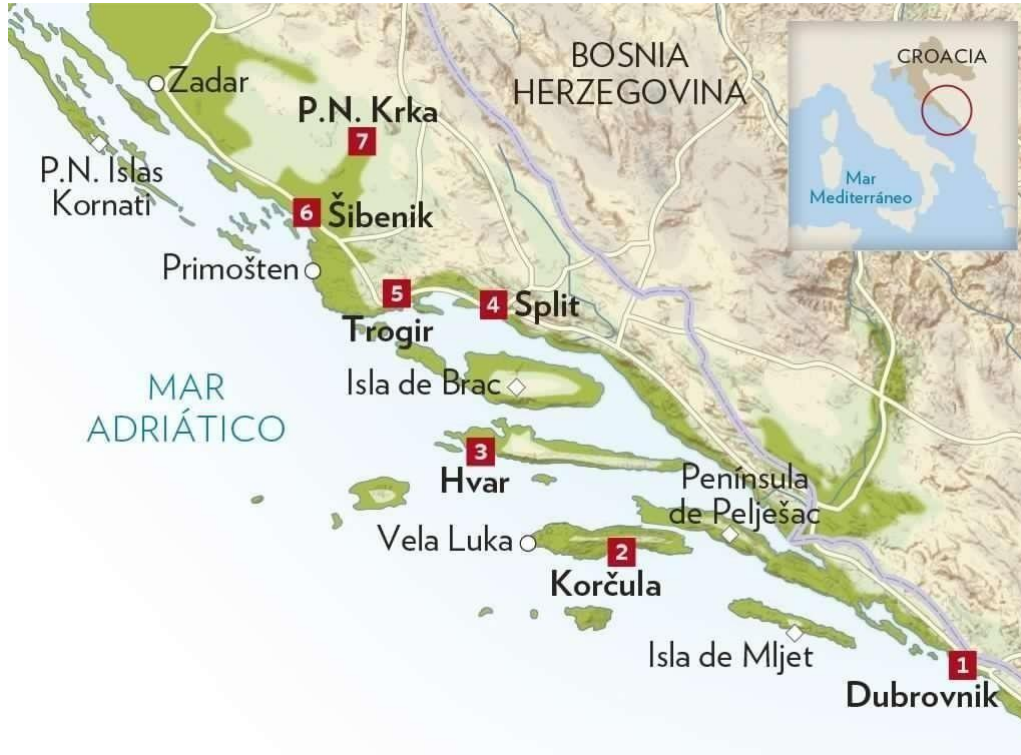 BOSNIA
HERZEGOVINA
CROACIA
Mar
Mediterráneo
Zadar
P.N. Krka
7
P.N. Islas
Kornati
6 Šibenik
Primošten
5
Trogir
4 Split
MAR
ADRIÁTICO
Isla de Brac
3
Hvar
Península
de Pelješac
Vela Luka
2
Korčula
Isla de Mljet
1
Dubrovnik